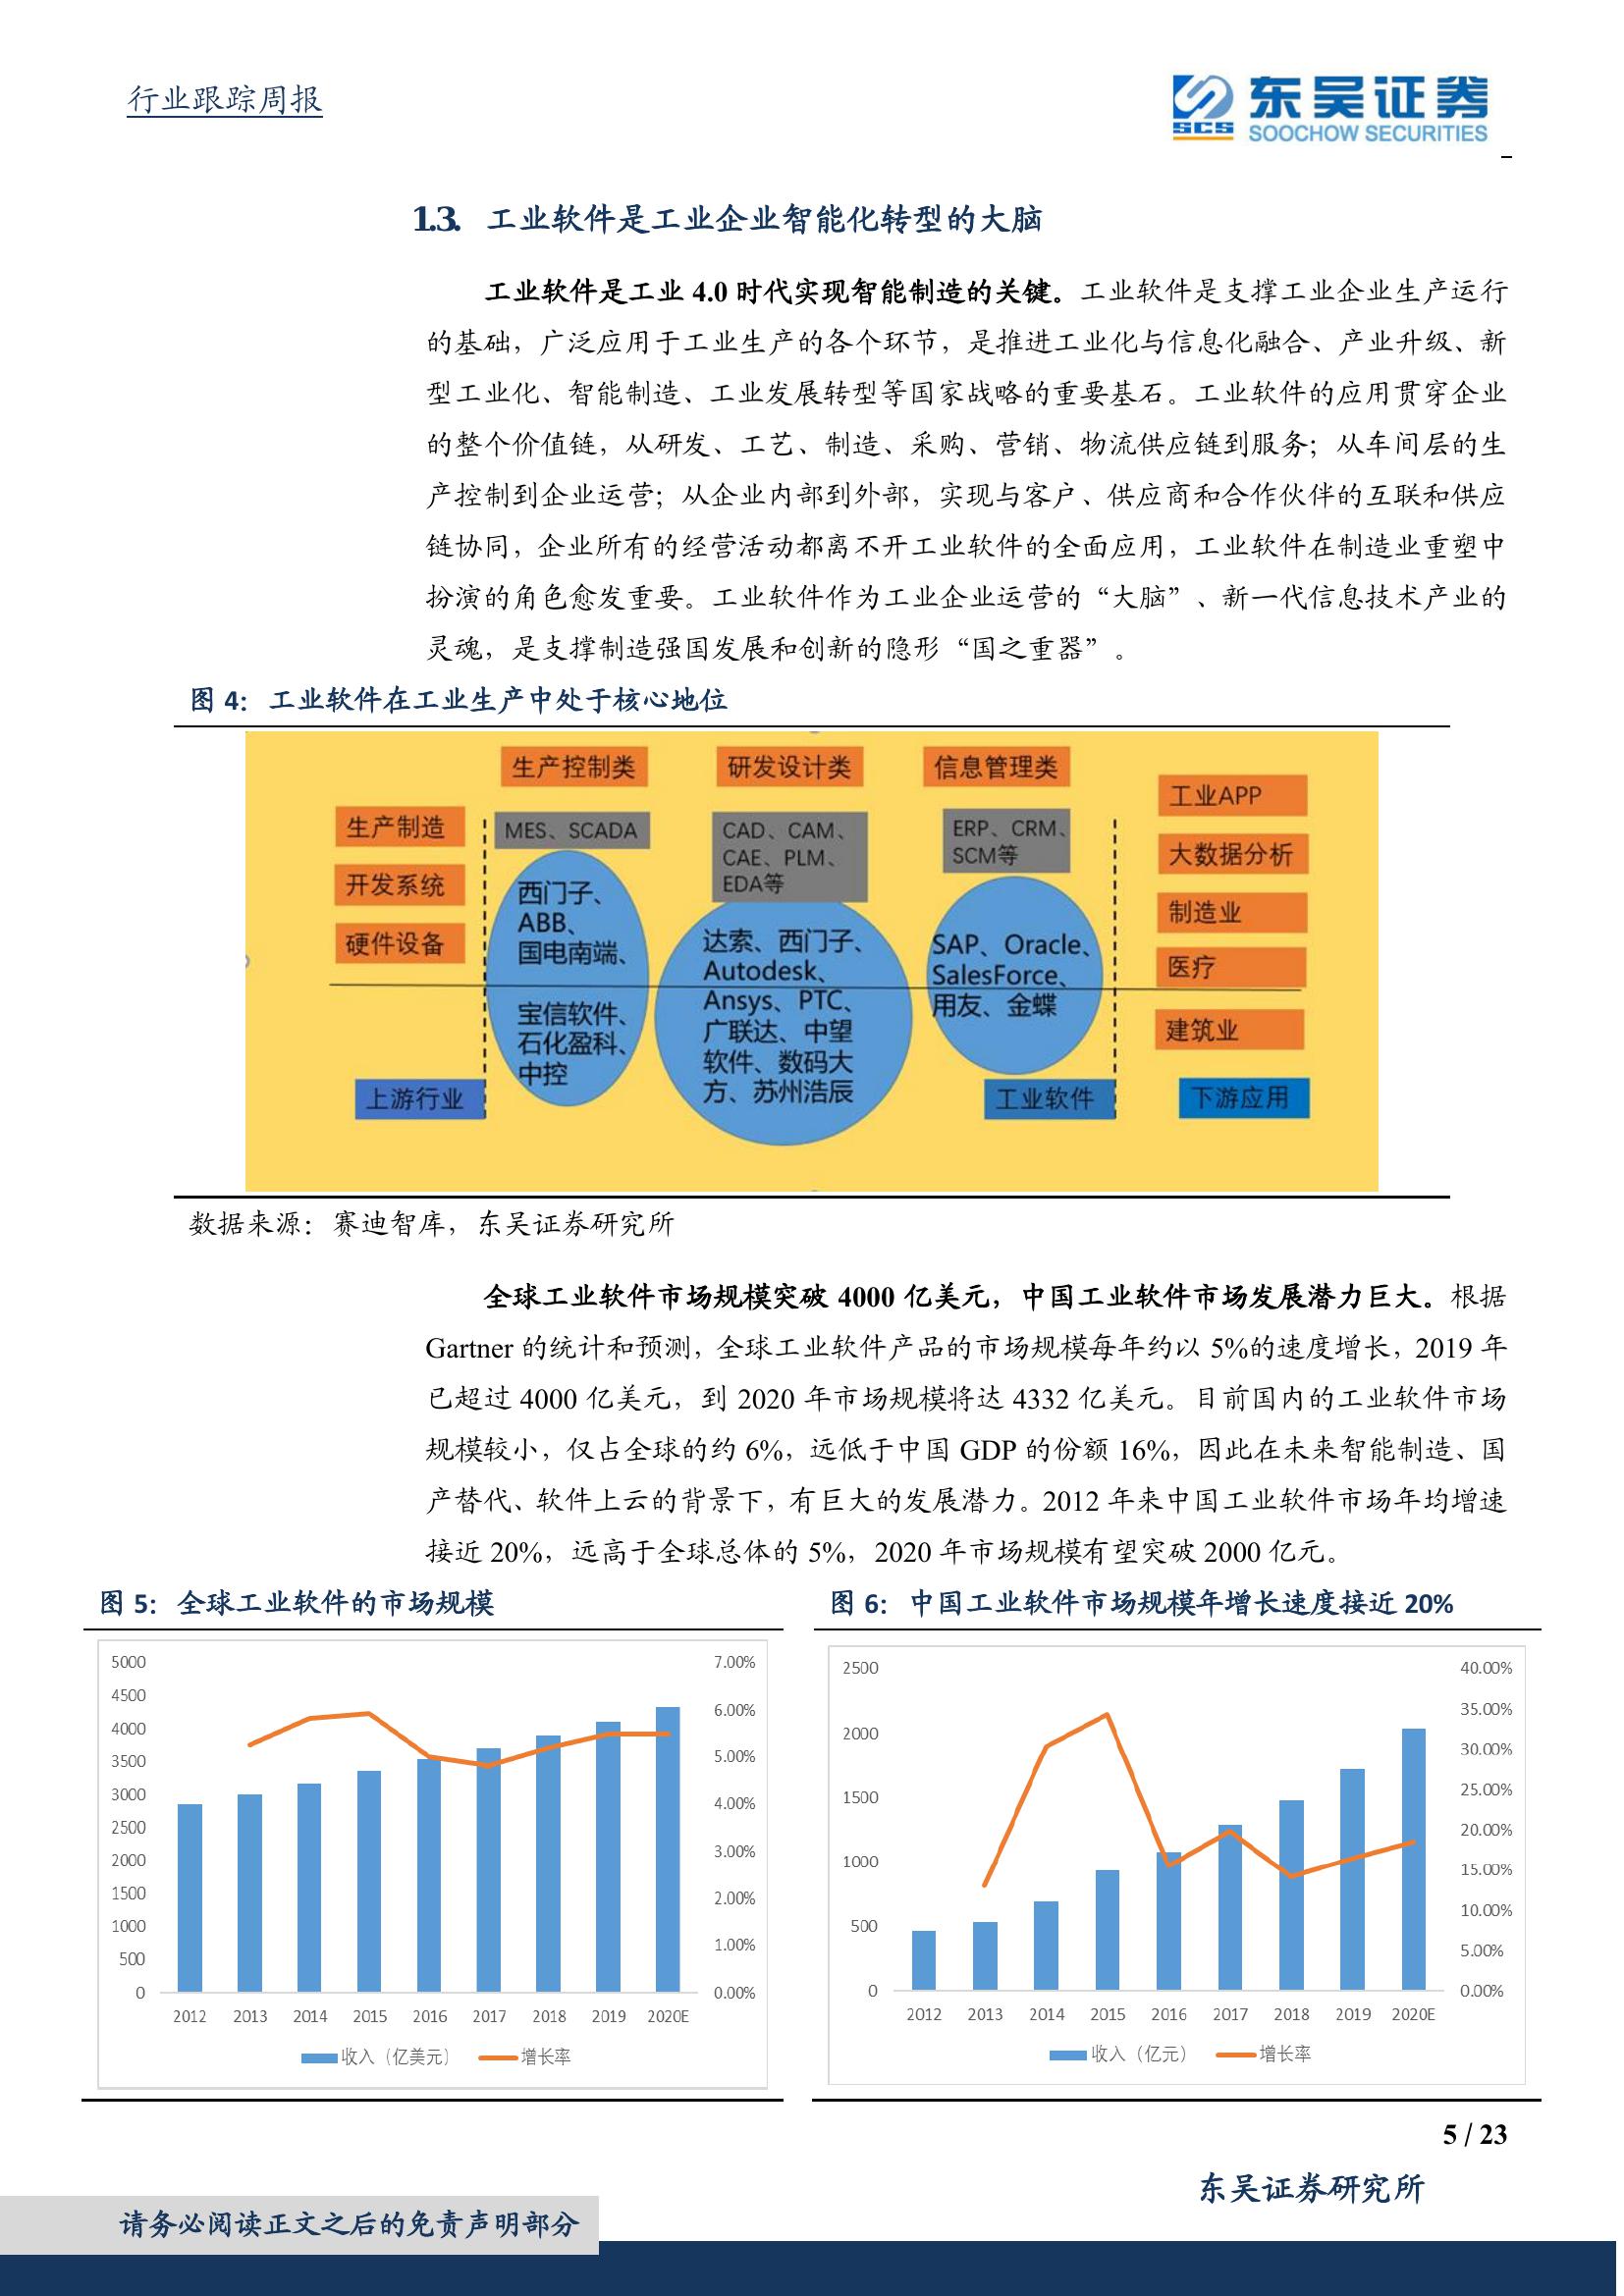 行业跟踪周报
东吴证券
SCS
SOOCHOW SECURITIES
1.3. 工业软件是工业企业智能化转型的大脑
工业软件是工业 4.0 时代实现智能制造的关键。工业软件是支撑工业企业生产运行
的基础，广泛应用于工业生产的各个环节，是推进工业化与信息化融合、产业升级、新
型工业化、智能制造、工业发展转型等国家战略的重要基石。工业软件的应用贯穿企业
的整个价值链，从研发、工艺、制造、采购、营销、物流供应链到服务；从车间层的生
产控制到企业运营；从企业内部到外部，实现与客户、供应商和合作伙伴的互联和供应
链协同，企业所有的经营活动都离不开工业软件的全面应用，工业软件在制造业重塑中
扮演的角色愈发重要。工业软件作为工业企业运营的“大脑”、新一代信息技术产业的
灵魂，是支撑制造强国发展和创新的隐形“国之重器”。
图 4：工业软件在工业生产中处于核心地位
生产控制类
研发设计类
信息管理类
生产制造
开发系统
硬件设备
上游行业
MES、SCADA
西门子、
ABB、
国电南端、
宝信软件、
石化盈科、
中控
CAD、CAM、
CAE、PLM、
EDA等
达索、西门子、
Autodesk、
Ansys、PTC、
广联达、中望
软件、数码大
方、苏州浩辰
ERP、CRM、
SCM等
SAP、Oracle、
SalesForce、
用友、金蝶
工业软件
工业APP
大数据分析
制造业
医疗
建筑业
下游应用
数据来源：赛迪智库，东吴证券研究所
全球工业软件市场规模突破 4000 亿美元，中国工业软件市场发展潜力巨大。根据
Gartner 的统计和预测，全球工业软件产品的市场规模每年约以 5%的速度增长，2019 年
已超过 4000 亿美元，到 2020 年市场规模将达 4332 亿美元。目前国内的工业软件市场
规模较小，仅占全球的约 6%，远低于中国 GDP 的份额 16%，因此在未来智能制造、国
产替代、软件上云的背景下，有巨大的发展潜力。2012 年来中国工业软件市场年均增速
接近 20%，远高于全球总体的 5%，2020 年市场规模有望突破 2000 亿元。
图 5：全球工业软件的市场规模
5000
4500
4000
3500
3000
2500
2000
1500
1000
500
0
7.00%
6.00%
5.00%
4.00%
3.00%
2.00%
1.00%
0.00%
2012 2013 2014 2015 2016 2017 2018 2019 2020E
收入（亿美元） 增长率
图 6：中国工业软件市场规模年增长速度接近 20%
2500
2000
1500
1000
500
0
40.00%
35.00%
30.00%
25.00%
20.00%
15.00%
10.00%
5.00%
0.00%
2012 2013 2014 2015 2016 2017 2018 2019 2020E
收入（亿元） 增长率
5 / 23
东吴证券研究所
请务必阅读正文之后的免责声明部分